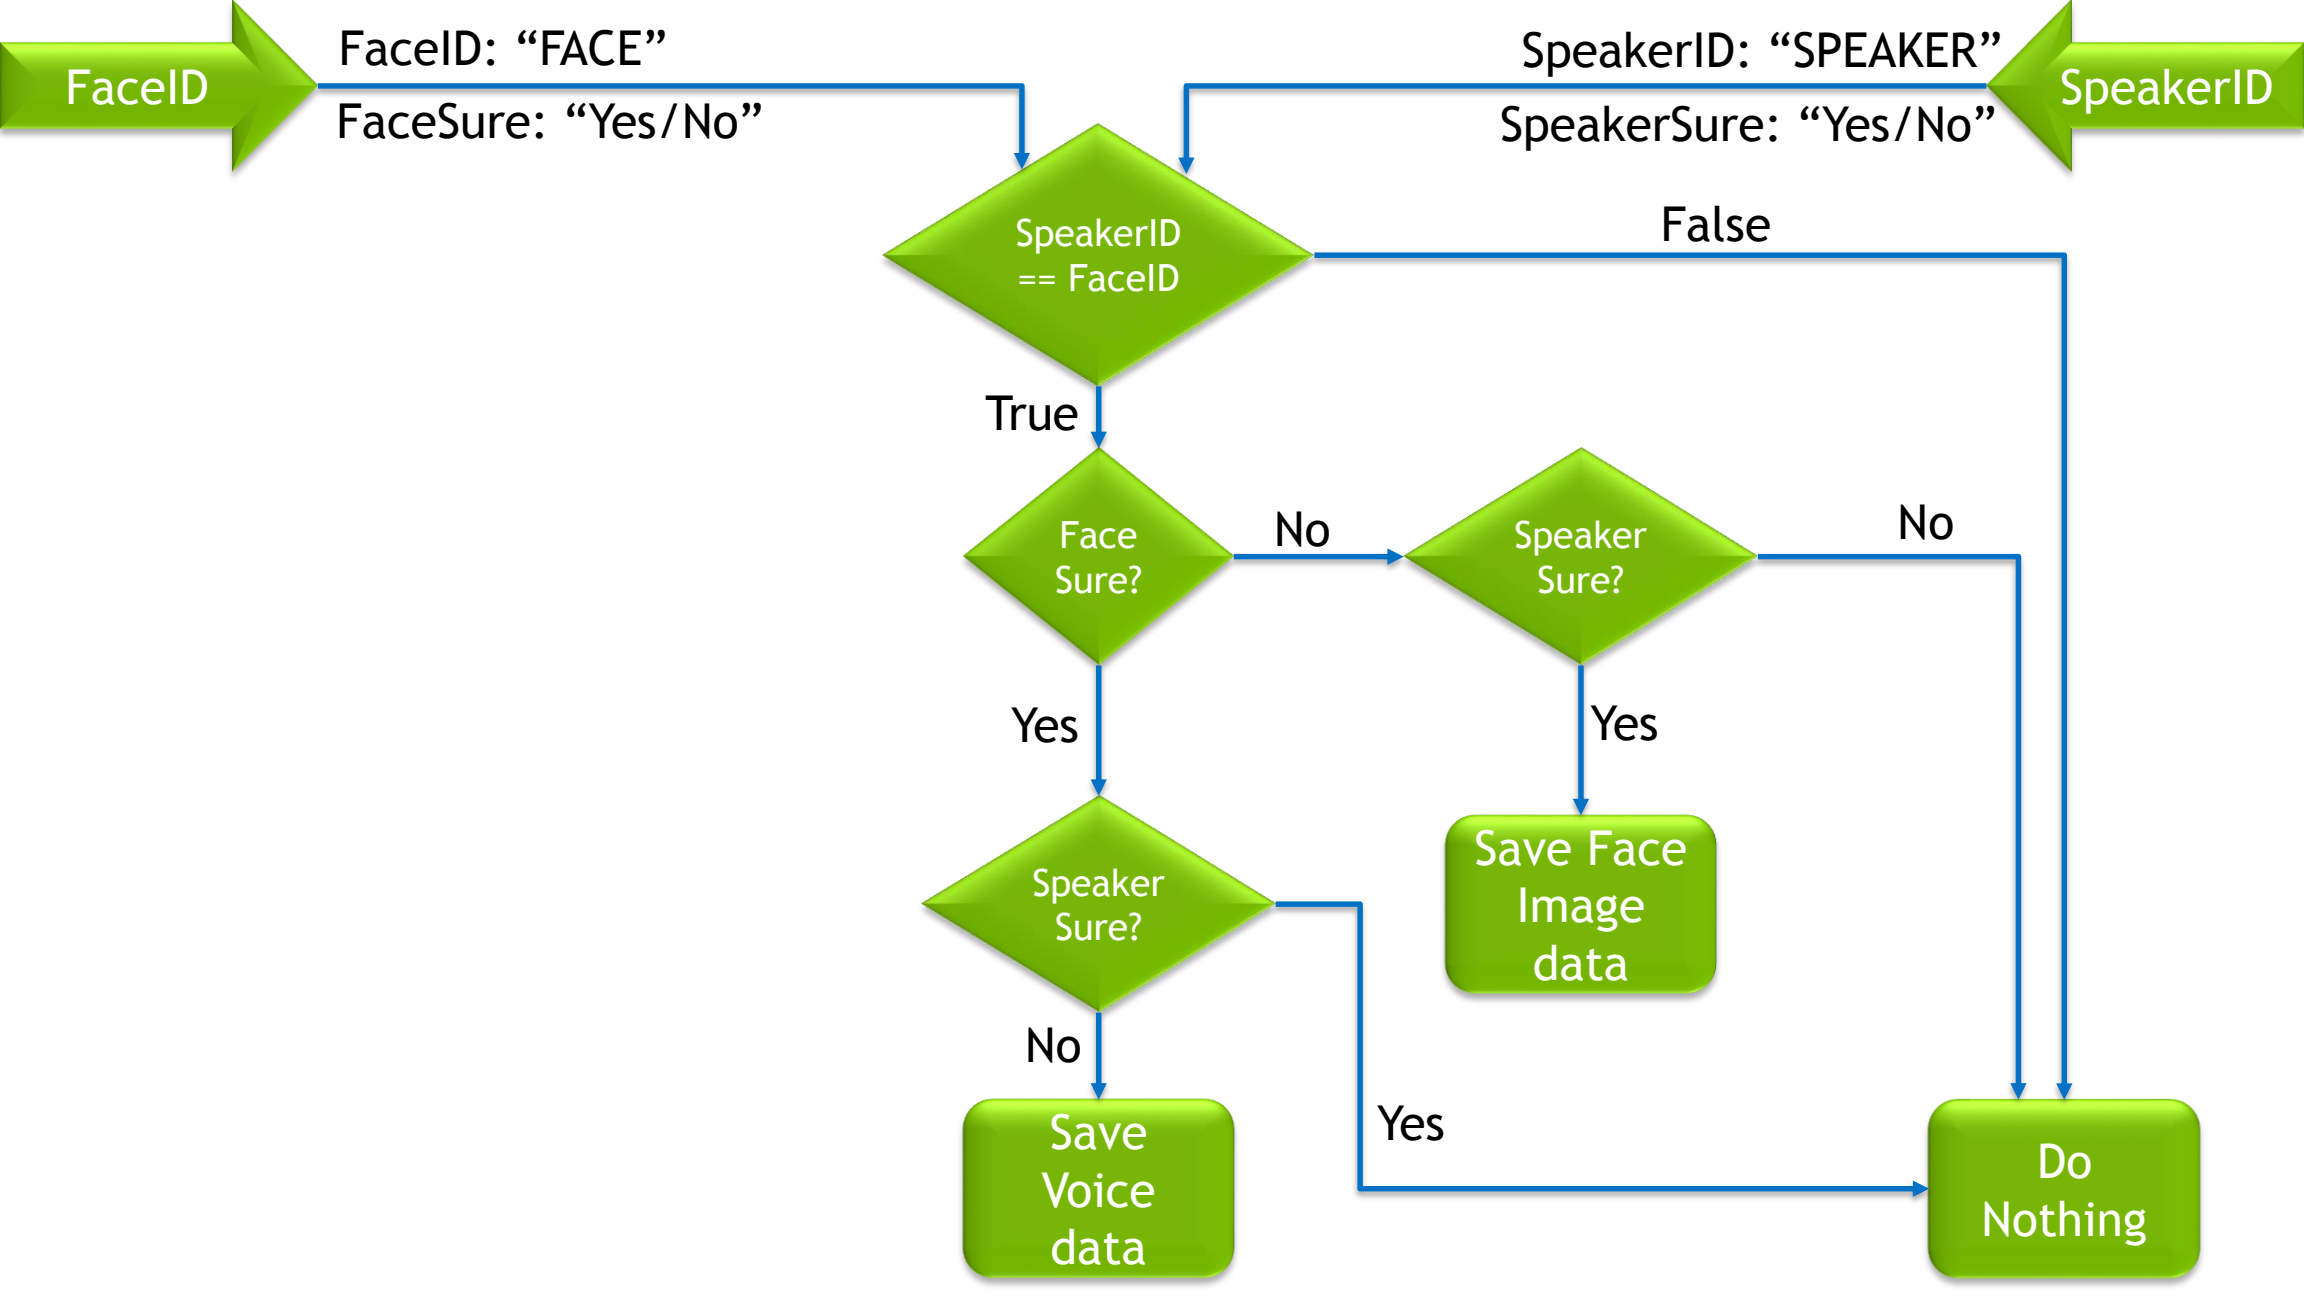 FaceID
FaceID: “FACE”
FaceSure: “Yes/No”
SpeakerID: “SPEAKER”
SpeakerSure: “Yes/No”
SpeakerID
SpeakerID
== FaceID
False
True
Face
Sure?
No
Speaker
Sure?
No
Yes
Yes
Speaker
Sure?
Save Face
Image
data
No
Yes
Save
Voice
data
Do
Nothing